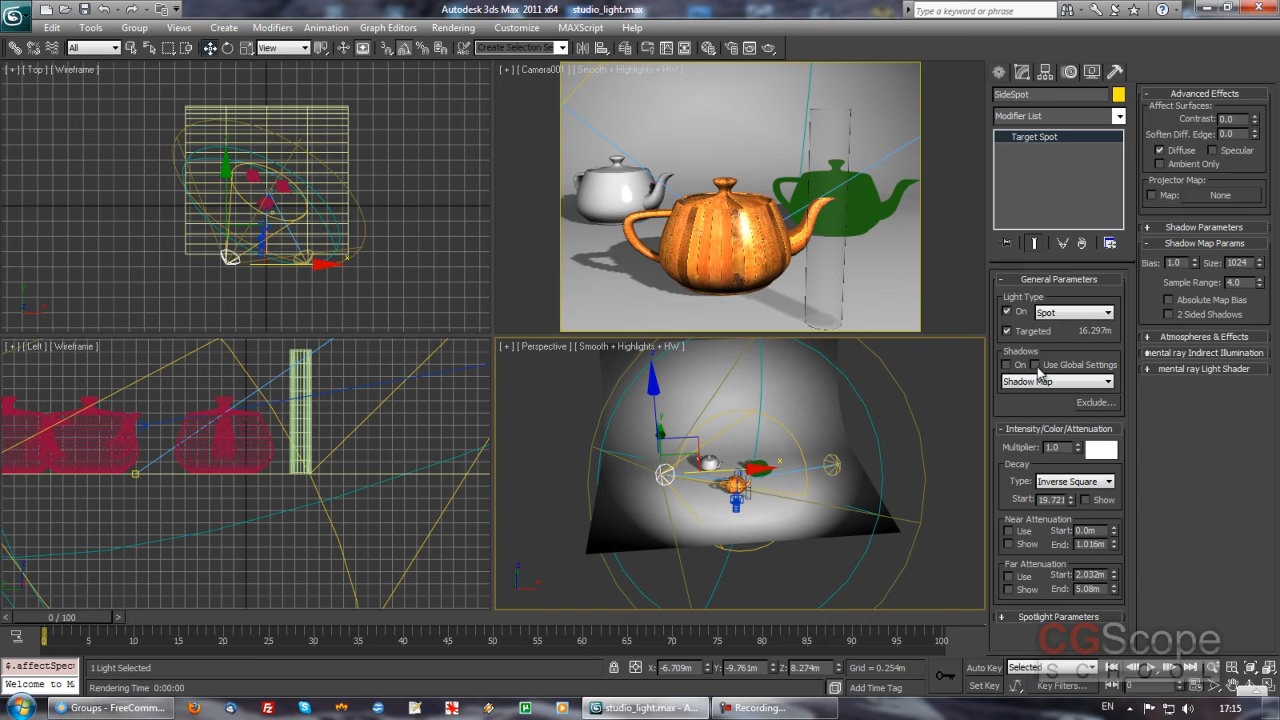 Autodesk 3ds Max 2011 x64 studio_light.max
Type a keyword or phrase
Edit Tools Group Views Create Modifiers Animation Graph Editors Rendering Customize MAXScript Help
All View Create Selection Se
[ + ] [ Top ] [ Wireframe ]
[ + ] [ Camera001 ] [ Smooth + Highlights + HW ]
[ + ] [ Left ] [ Wireframe ]
[ + ] [ Perspective ] [ Smooth + Highlights + HW ]
SideSpot
Modifier List
Target Spot
General Parameters
Light Type
On Spot
Targeted 16.297m
Shadows
On Use Global Settings
Shadow Map
Exclude...
Intensity/Color/Attenuation
Multiplier: 1.0
Decay
Type: Inverse Square
Start: 19.721 Show
Near Attenuation
Use Start: 0.0m
Show End: 1.016m
Far Attenuation
Use Start: 2.032m
Show End: 5.08m
Spotlight Parameters
Advanced Effects
Affect Surfaces:
Contrast: 0.0
Soften Diff. Edge: 0.0
Diffuse Specular
Ambient Only
Projector Map:
Map: None
Shadow Parameters
Shadow Map Params
Bias: 1.0 Size: 1024
Sample Range: 4.0
Absolute Map Bias
2 Sided Shadows
Atmospheres & Effects
mental ray Indirect Illumination
mental ray Light Shader
0 / 100
0 5 10 15 20 25 30 35 40 45 50 55 60 65 70 75 80 85 90 95 100
CGScope
SCHOOL
$.affectSpec
Welcome to M
1 Light Selected
Rendering Time 0:00:00
X: -6.709m Y: -9.761m Z: 8.274m Grid = 0.254m
Add Time Tag
Auto Key Selected
Set Key Key Filters...
0
Groups - FreeComm...
studio_light.max - A...
Recording...
EN 17:15